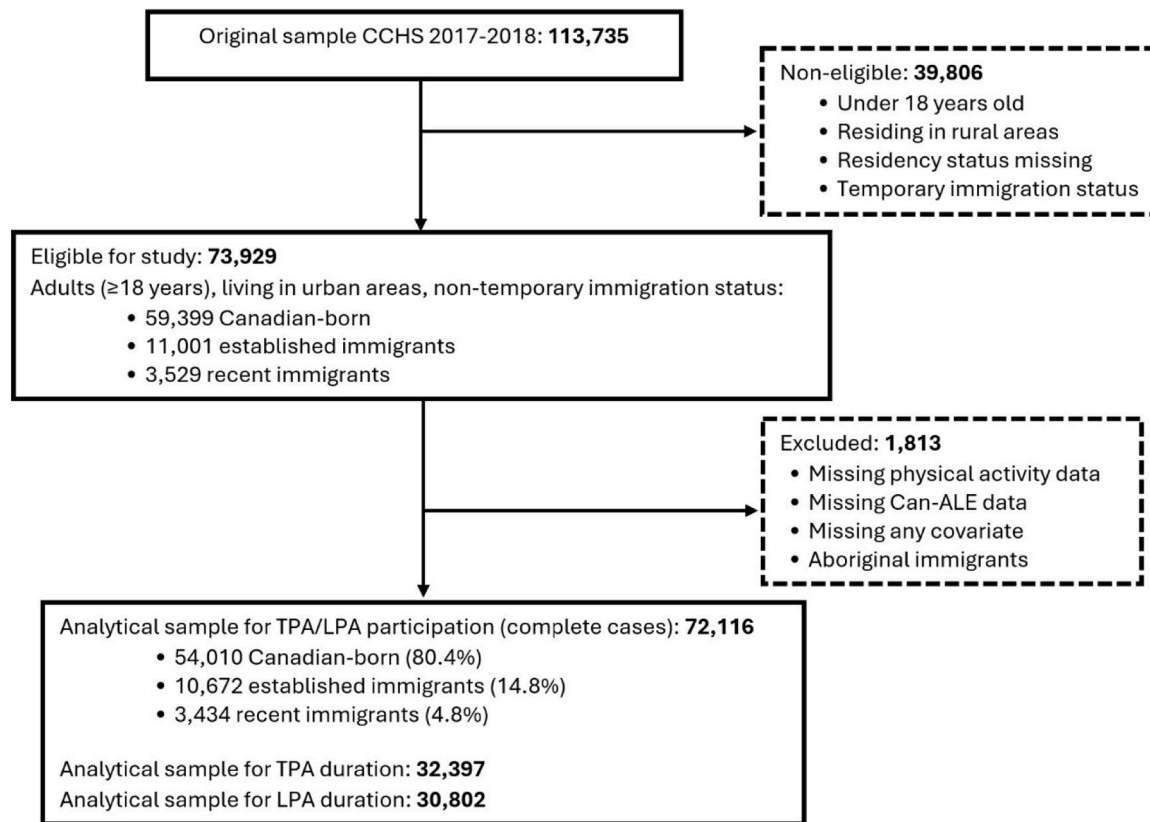 Original sample CCHS 2017-2018: 113,735
Non-eligible: 39,806
• Under 18 years old
• Residing in rural areas
• Residency status missing
• Temporary immigration status
Eligible for study: 73,929
Adults (≥18 years), living in urban areas, non-temporary immigration status:
• 59,399 Canadian-born
• 11,001 established immigrants
• 3,529 recent immigrants
Excluded: 1,813
• Missing physical activity data
• Missing Can-ALE data
• Missing any covariate
• Aboriginal immigrants
Analytical sample for TPA/LPA participation (complete cases): 72,116
• 54,010 Canadian-born (80.4%)
• 10,672 established immigrants (14.8%)
• 3,434 recent immigrants (4.8%)
Analytical sample for TPA duration: 32,397
Analytical sample for LPA duration: 30,802